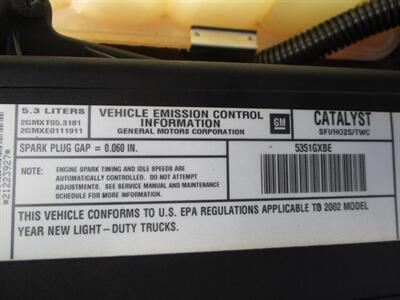 5.3 LITERS
2GMXT05.3181
2GMXE0111911
VEHICLE EMISSION CONTROL
INFORMATION
GENERAL MOTORS CORPORATION
GM
CATALYST
SFI/HO2S/TWC
SPARK PLUG GAP = 0.060 IN.
5351GXBE
NOTE:
ENGINE SPARK TIMING AND IDLE SPEEDS ARE
AUTOMATICALLY CONTROLLED. DO NOT ATTEMPT
ADJUSTMENTS. SEE SERVICE MANUAL AND MAINTENANCE
SCHEDULE FOR MORE INFORMATION.
*21223927*
THIS VEHICLE CONFORMS TO U.S. EPA REGULATIONS APPLICABLE TO 2002 MODEL
YEAR NEW LIGHT-DUTY TRUCKS.